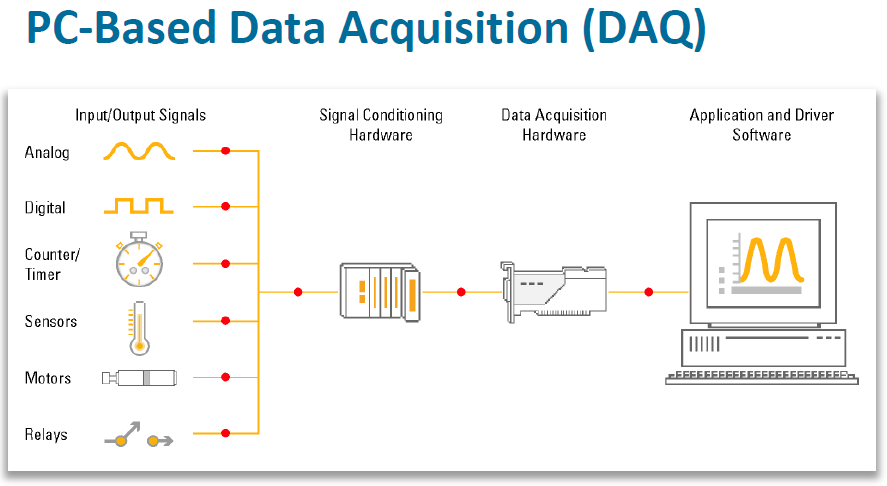 PC-Based Data Acquisition (DAQ)
Input/Output Signals
Signal Conditioning
Hardware
Data Acquisition
Hardware
Application and Driver
Software
Analog
Digital
Counter/
Timer
Sensors
Motors
Relays